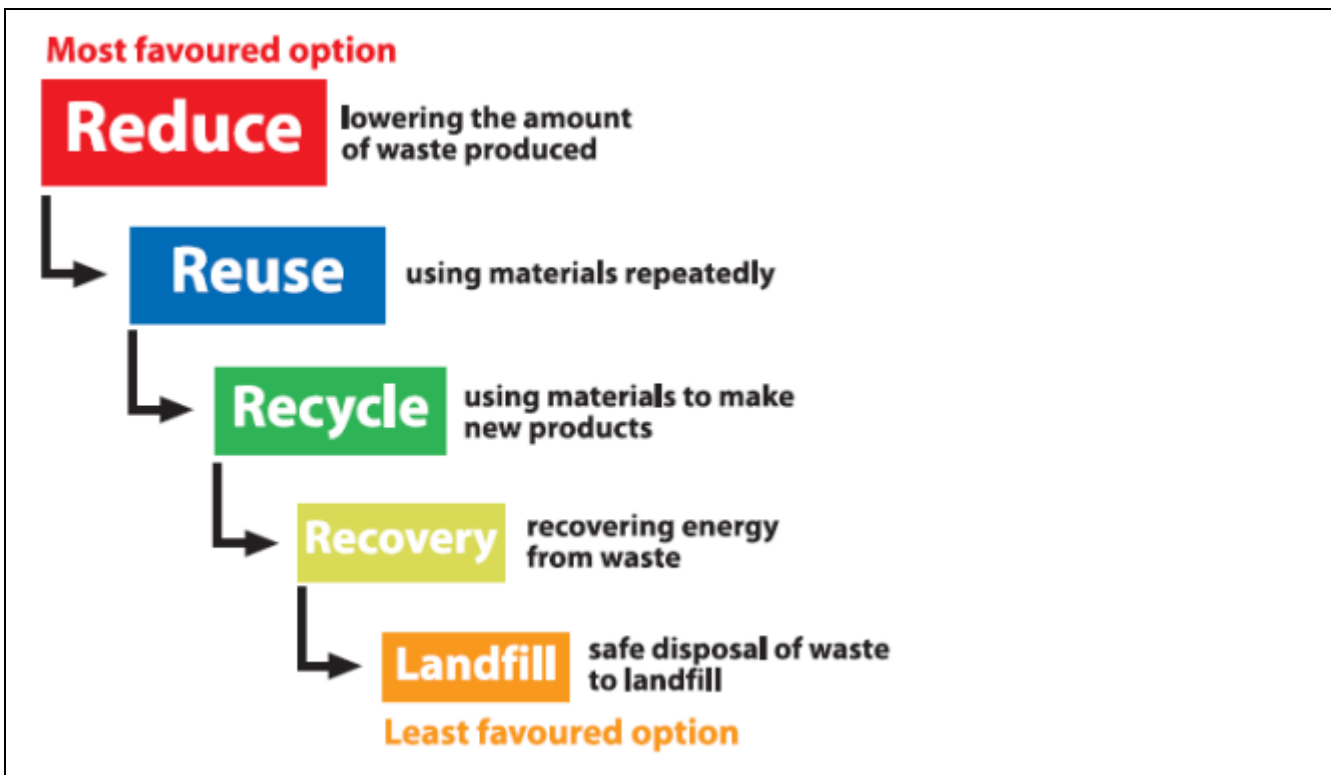 Most favoured option
Reduce
lowering the amount
of waste produced
Reuse
using materials repeatedly
Recycle
using materials to make
new products
Recovery
recovering energy
from waste
Landfill
safe disposal of waste
to landfill
Least favoured option